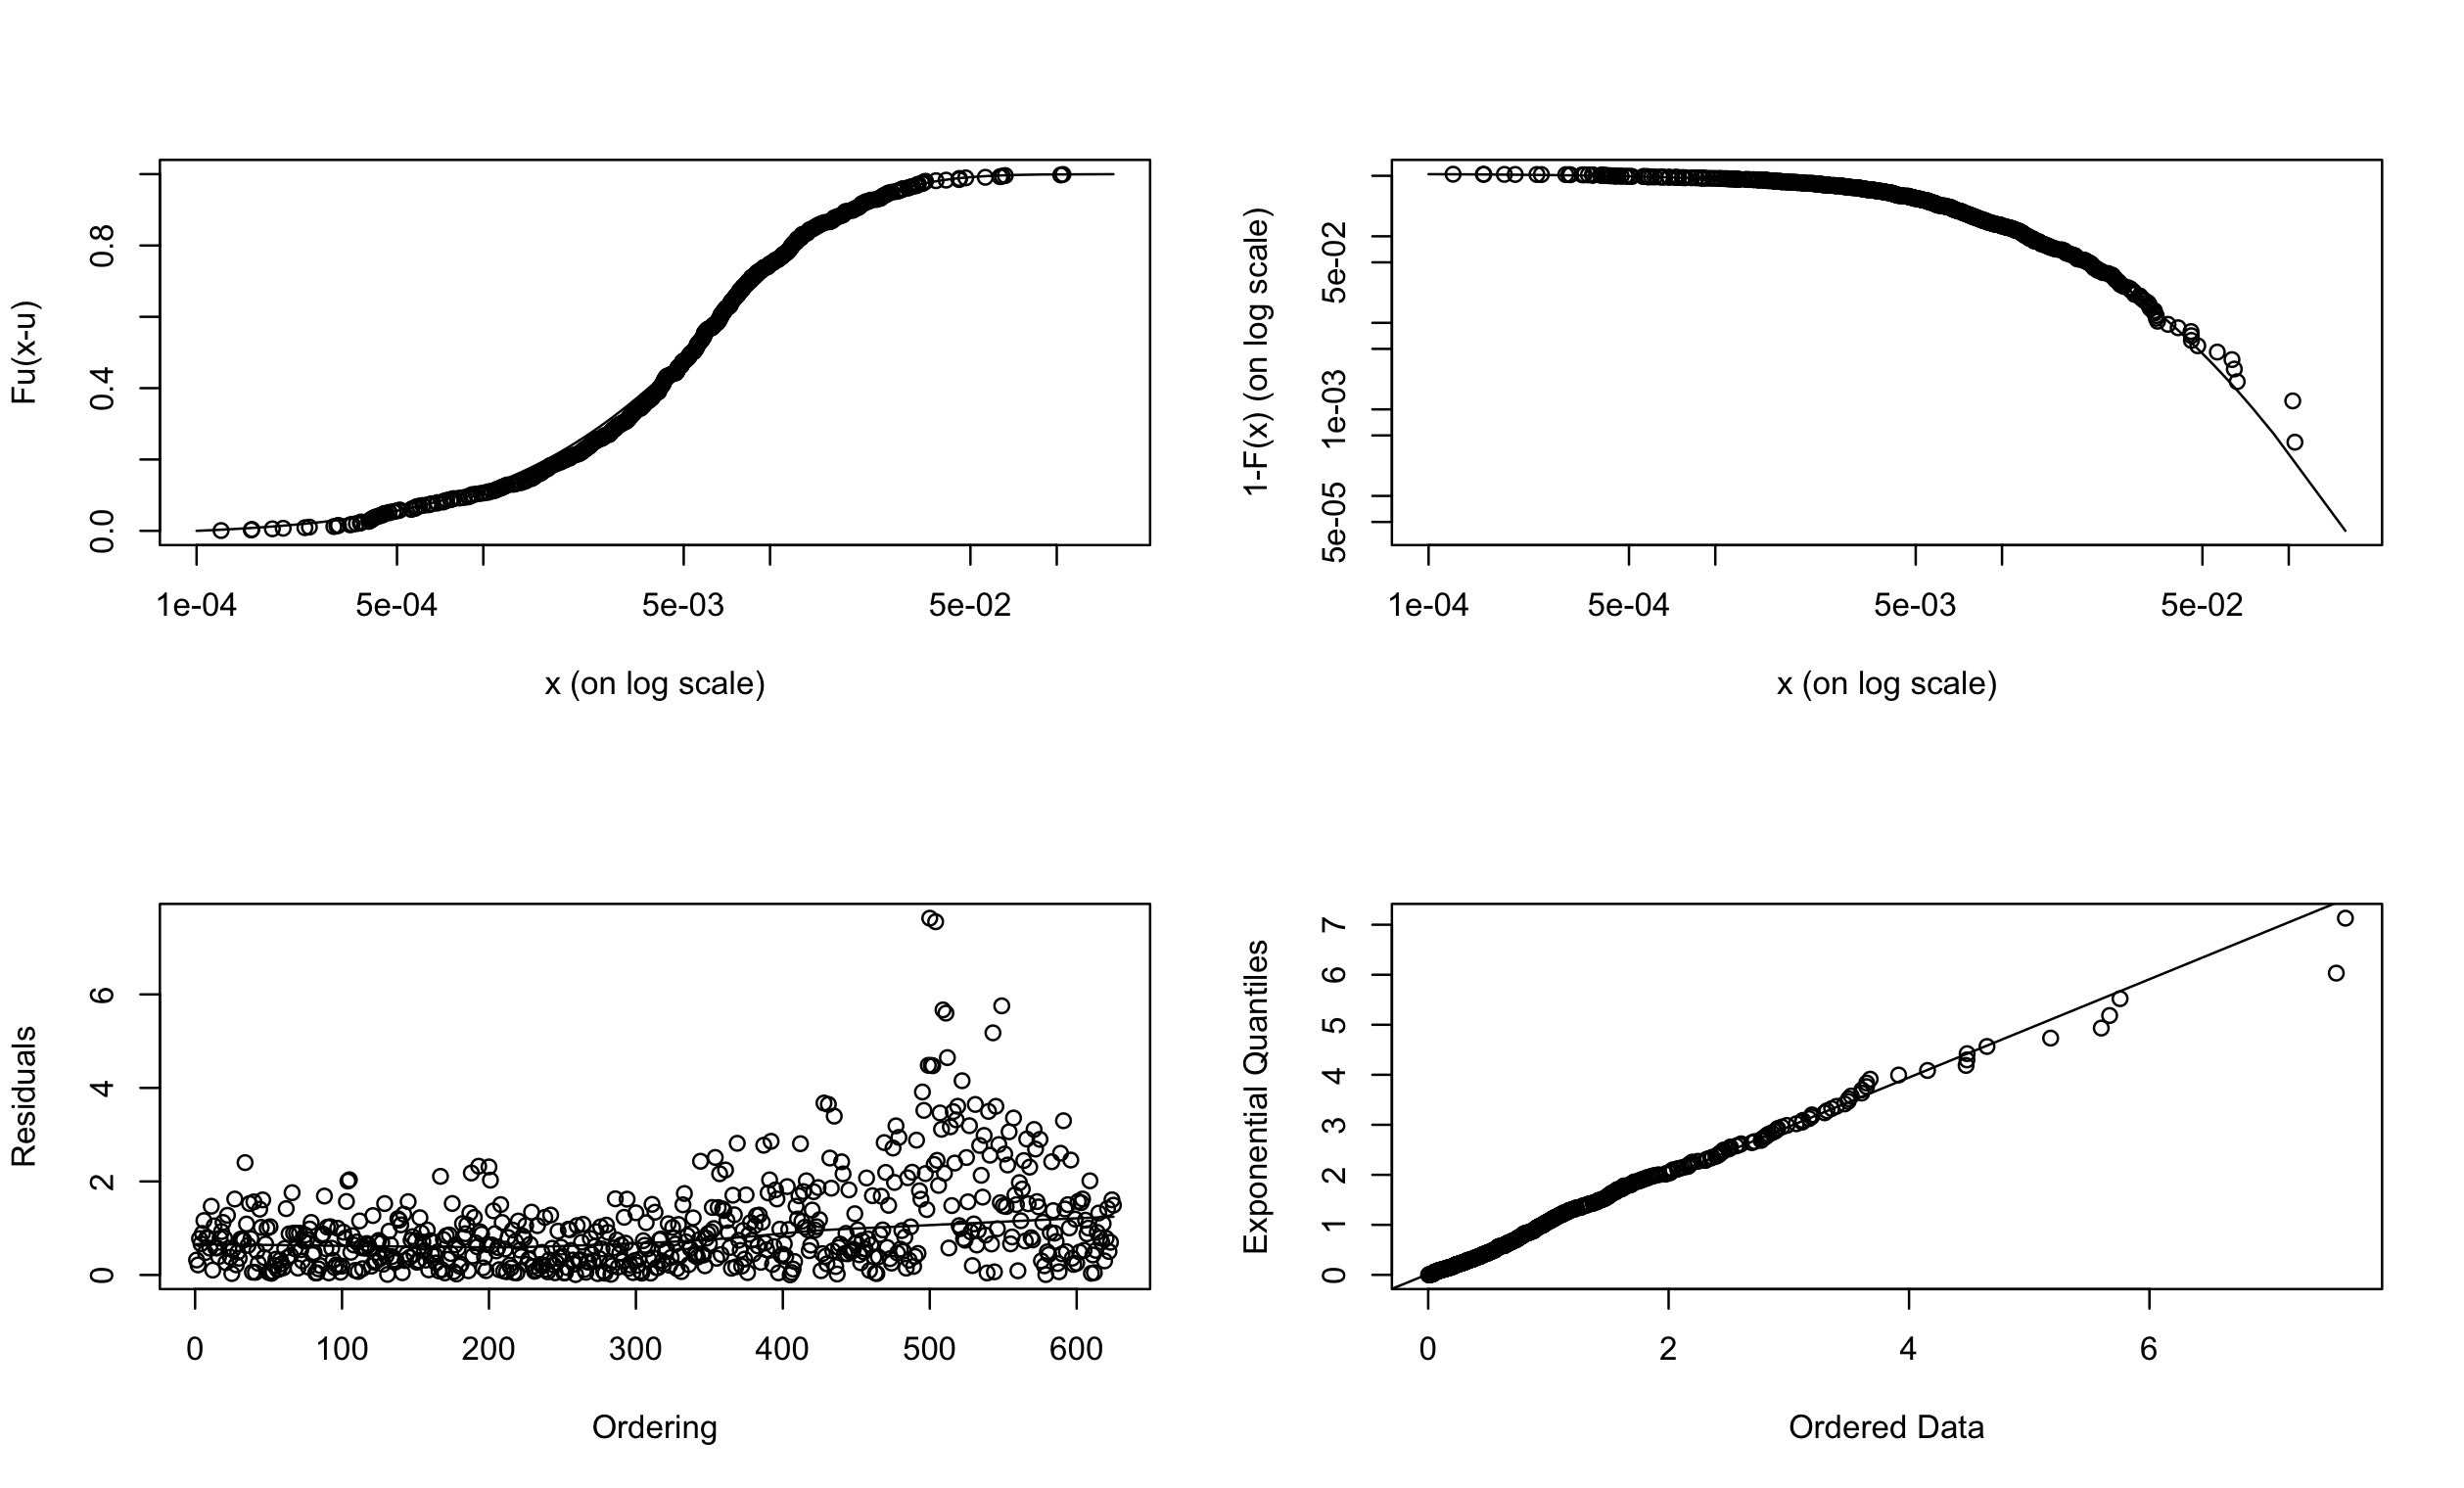 Fu(x-u)
0.0 0.4 0.8
1e-04 5e-04 5e-03 5e-02
x (on log scale)
1-F(x) (on log scale)
5e-05 1e-03 5e-02
1e-04 5e-04 5e-03 5e-02
x (on log scale)
Residuals
0 2 4 6
0 100 200 300 400 500 600
Ordering
Exponential Quantiles
0 1 2 3 4 5 6 7
0 2 4 6
Ordered Data